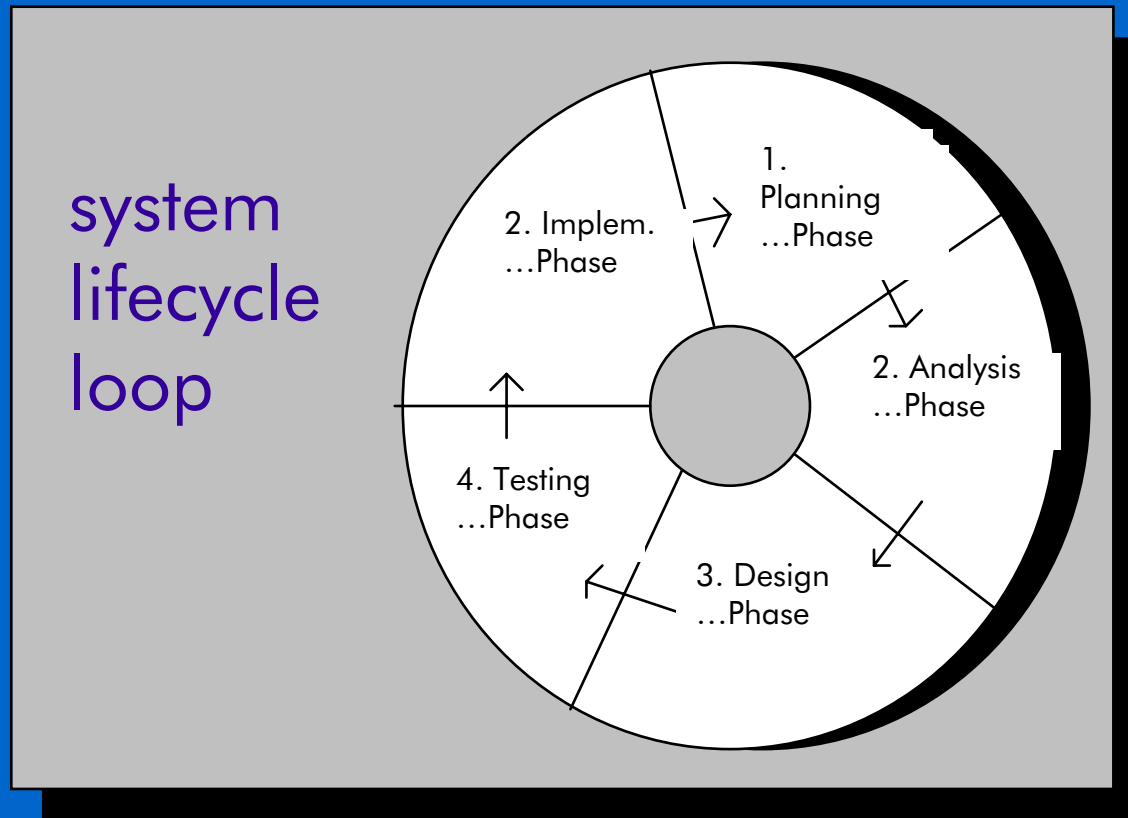 system
lifecycle
loop
1.
Planning
…Phase
2. Analysis
…Phase
3. Design
…Phase
4. Testing
…Phase
2. Implem.
…Phase